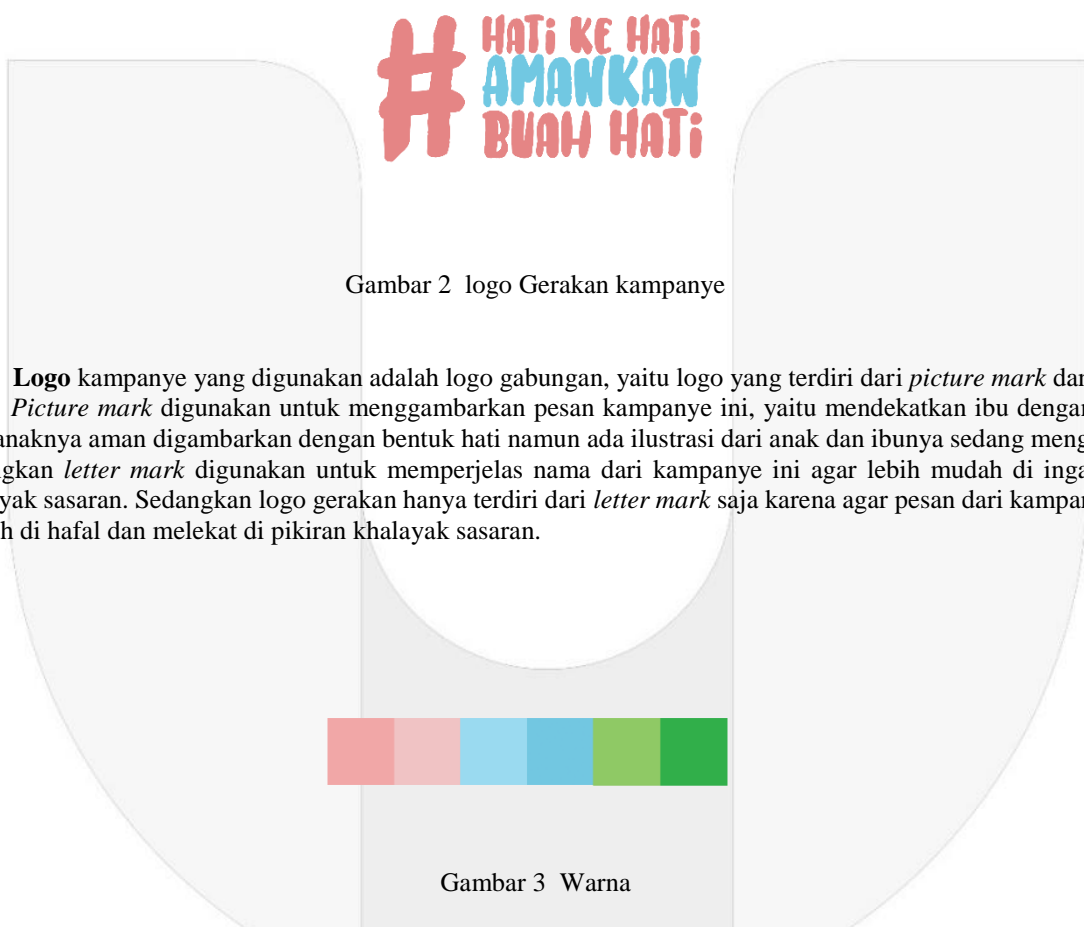 # HATi KE HATi
AMANKAN
BUAH HATi
Gambar 2 logo Gerakan kampanye
Logo kampanye yang digunakan adalah logo gabungan, yaitu logo yang terdiri dari picture mark dan
Picture mark digunakan untuk menggambarkan pesan kampanye ini, yaitu mendekatkan ibu dengan
anaknya aman digambarkan dengan bentuk hati namun ada ilustrasi dari anak dan ibunya sedang meng
ngkan letter mark digunakan untuk memperjelas nama dari kampanye ini agar lebih mudah di inga
yak sasaran. Sedangkan logo gerakan hanya terdiri dari letter mark saja karena agar pesan dari kampan
h di hafal dan melekat di pikiran khalayak sasaran.
Gambar 3 Warna